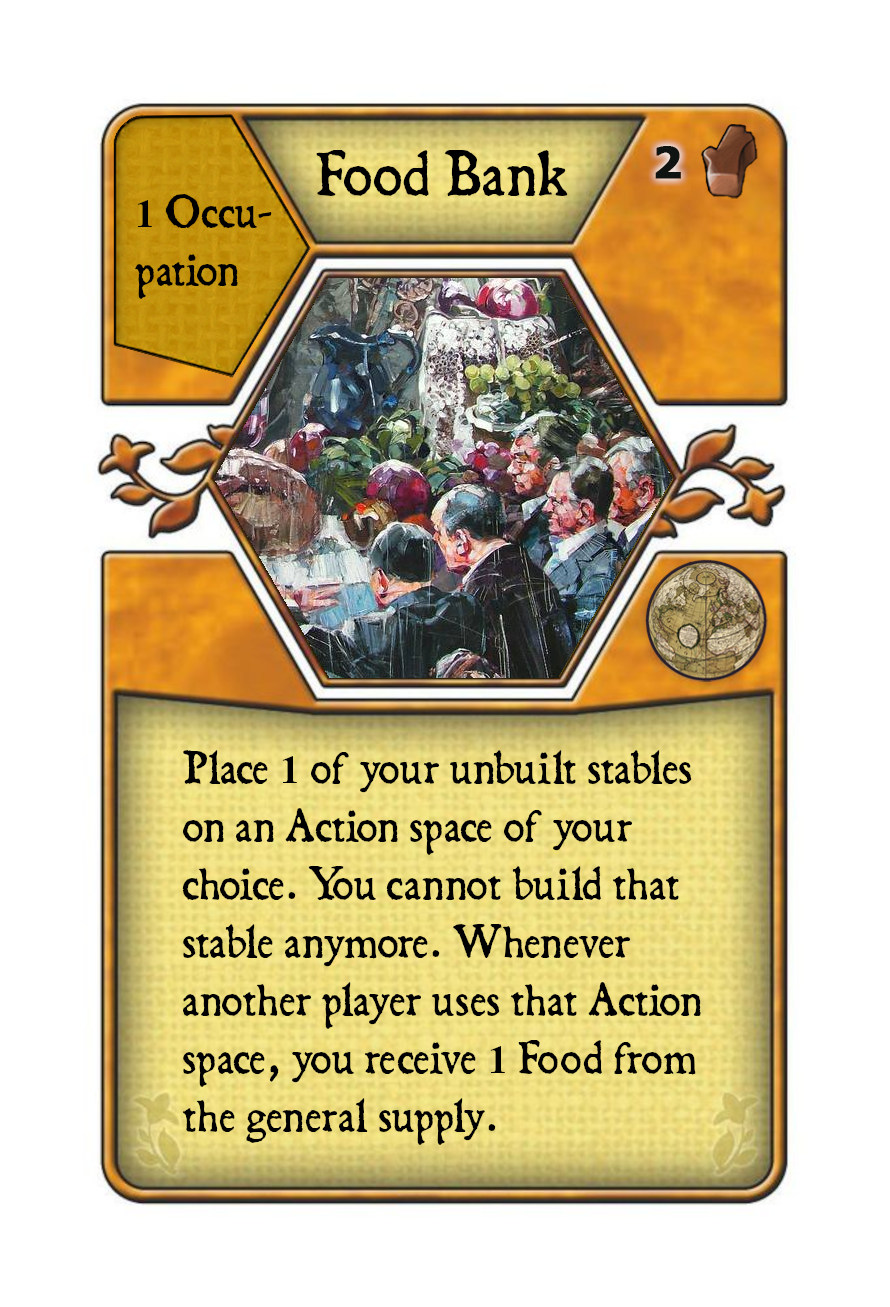 Food Bank
2
1 Occu-
pation
Place 1 of your unbuilt stables
on an Action space of your
choice. You cannot build that
stable anymore. Whenever
another player uses that Action
space, you receive 1 Food from
the general supply.